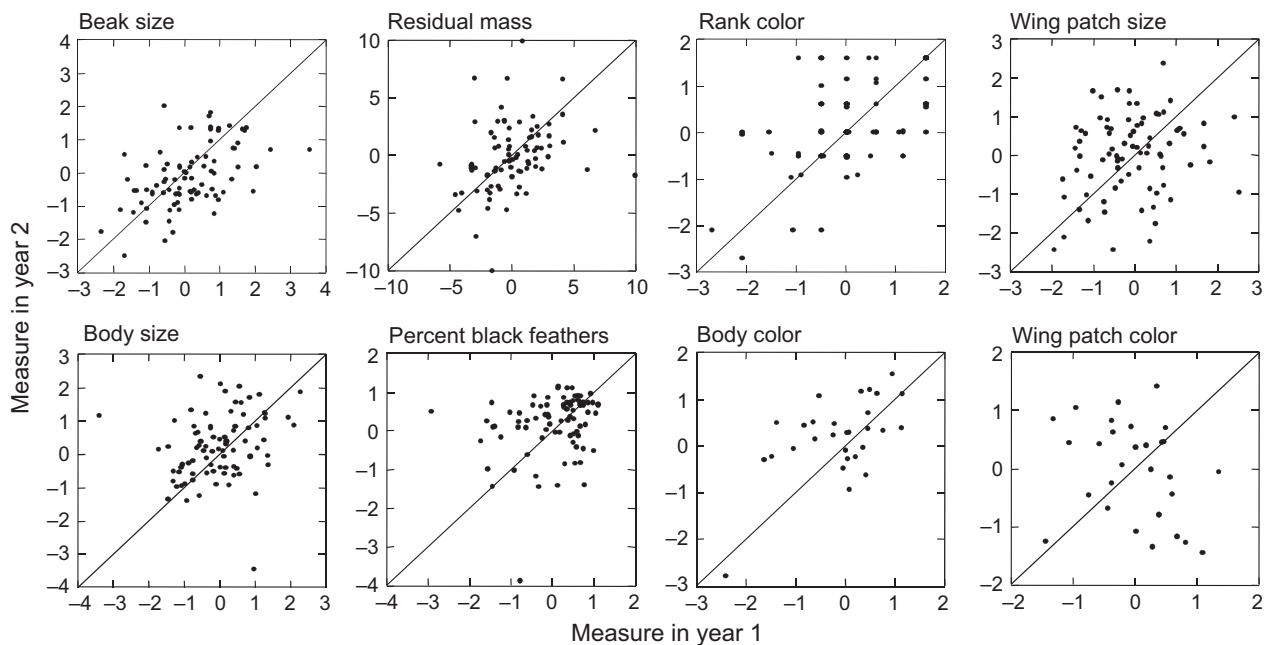 Beak size
Residual mass
Rank color
Wing patch size
4
3
2
1
0
–1
–2
–3
–3 –2 –1 0 1 2 3 4
10
5
0
–5
–10
–10 –5 0 5 10
2
1
0
–1
–2
–3
–3 –2 –1 0 1 2
3
2
1
0
–1
–2
–3
–3 –2 –1 0 1 2 3
Measure in year 2
Body size
Percent black feathers
Body color
Wing patch color
3
2
1
0
–1
–2
–3
–4
–4 –3 –2 –1 0 1 2 3
2
1
0
–1
–2
–3
–4
–4 –3 –2 –1 0 1 2
2
1
0
–1
–2
–3
–3 –2 –1 0 1 2
2
1
0
–1
–2
–2 –1 0 1 2
Measure in year 1